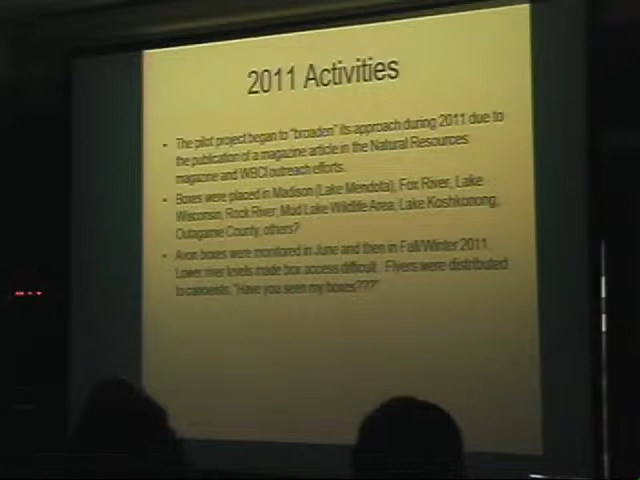 2011 Activities
• The pilot project began to "broaden" its approach during 2011 due to
the publication of a magazine article in the Natural Resources
magazine and WBCI outreach efforts.
• Boxes were placed in Madison (Lake Mendota), Fox River, Lake
Wisconsin, Rock River, Mud Lake Wildlife Area, Lake Koshkonong,
Outagamie County, others?
• Avon boxes were monitored in June and then in Fall/Winter 2011.
Lower river levels made box access difficult. Flyers were distributed
to canoeists, "Have you seen my boxes???"